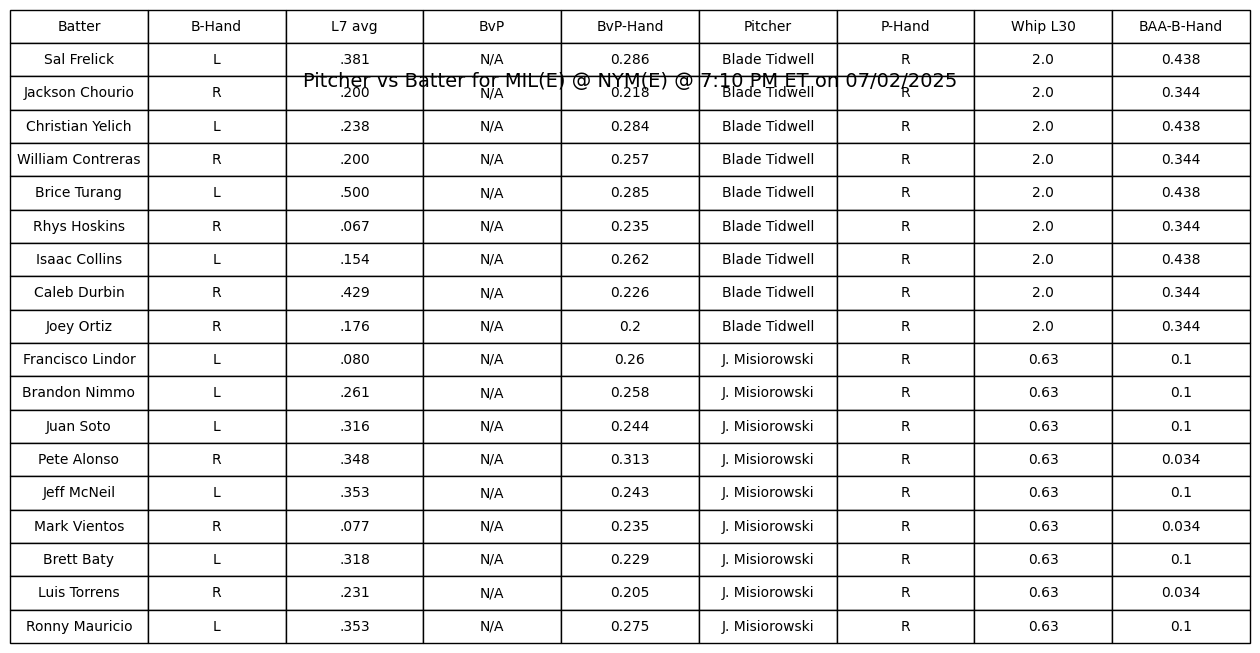 Batter B-Hand L7 avg BvP BvP-Hand Pitcher P-Hand Whip L30 BAA-B-Hand
Sal Frelick L .381 N/A 0.286 Blade Tidwell R 2.0 0.438
Pitcher vs Batter for MIL(E) @ NYM(E) @ 7:10 PM ET on 07/02/2025
Jackson Chourio R .200 N/A 0.218 Blade Tidwell R 2.0 0.344
Christian Yelich L .238 N/A 0.284 Blade Tidwell R 2.0 0.438
William Contreras R .200 N/A 0.257 Blade Tidwell R 2.0 0.344
Brice Turang L .500 N/A 0.285 Blade Tidwell R 2.0 0.438
Rhys Hoskins R .067 N/A 0.235 Blade Tidwell R 2.0 0.344
Isaac Collins L .154 N/A 0.262 Blade Tidwell R 2.0 0.438
Caleb Durbin R .429 N/A 0.226 Blade Tidwell R 2.0 0.344
Joey Ortiz R .176 N/A 0.2 Blade Tidwell R 2.0 0.344
Francisco Lindor L .080 N/A 0.26 J. Misiorowski R 0.63 0.1
Brandon Nimmo L .261 N/A 0.258 J. Misiorowski R 0.63 0.1
Juan Soto L .316 N/A 0.244 J. Misiorowski R 0.63 0.1
Pete Alonso R .348 N/A 0.313 J. Misiorowski R 0.63 0.034
Jeff McNeil L .353 N/A 0.243 J. Misiorowski R 0.63 0.1
Mark Vientos R .077 N/A 0.235 J. Misiorowski R 0.63 0.034
Brett Baty L .318 N/A 0.229 J. Misiorowski R 0.63 0.1
Luis Torrens R .231 N/A 0.205 J. Misiorowski R 0.63 0.034
Ronny Mauricio L .353 N/A 0.275 J. Misiorowski R 0.63 0.1